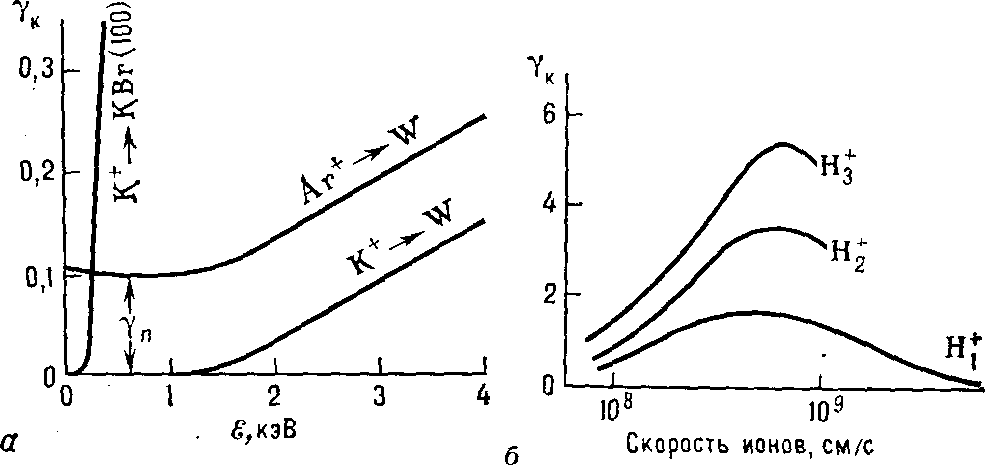 γк
0,3
0,2
0,1
0
K⁺ → KBr (100)
Ar⁺ → W
K⁺ → W
γn
0 1 2 3 4
ℰ, кэВ
а
γк
6
4
2
0
H₃⁺
H₂⁺
H₁⁺
10⁸ 10⁹
Скорость ионов, см/с
б